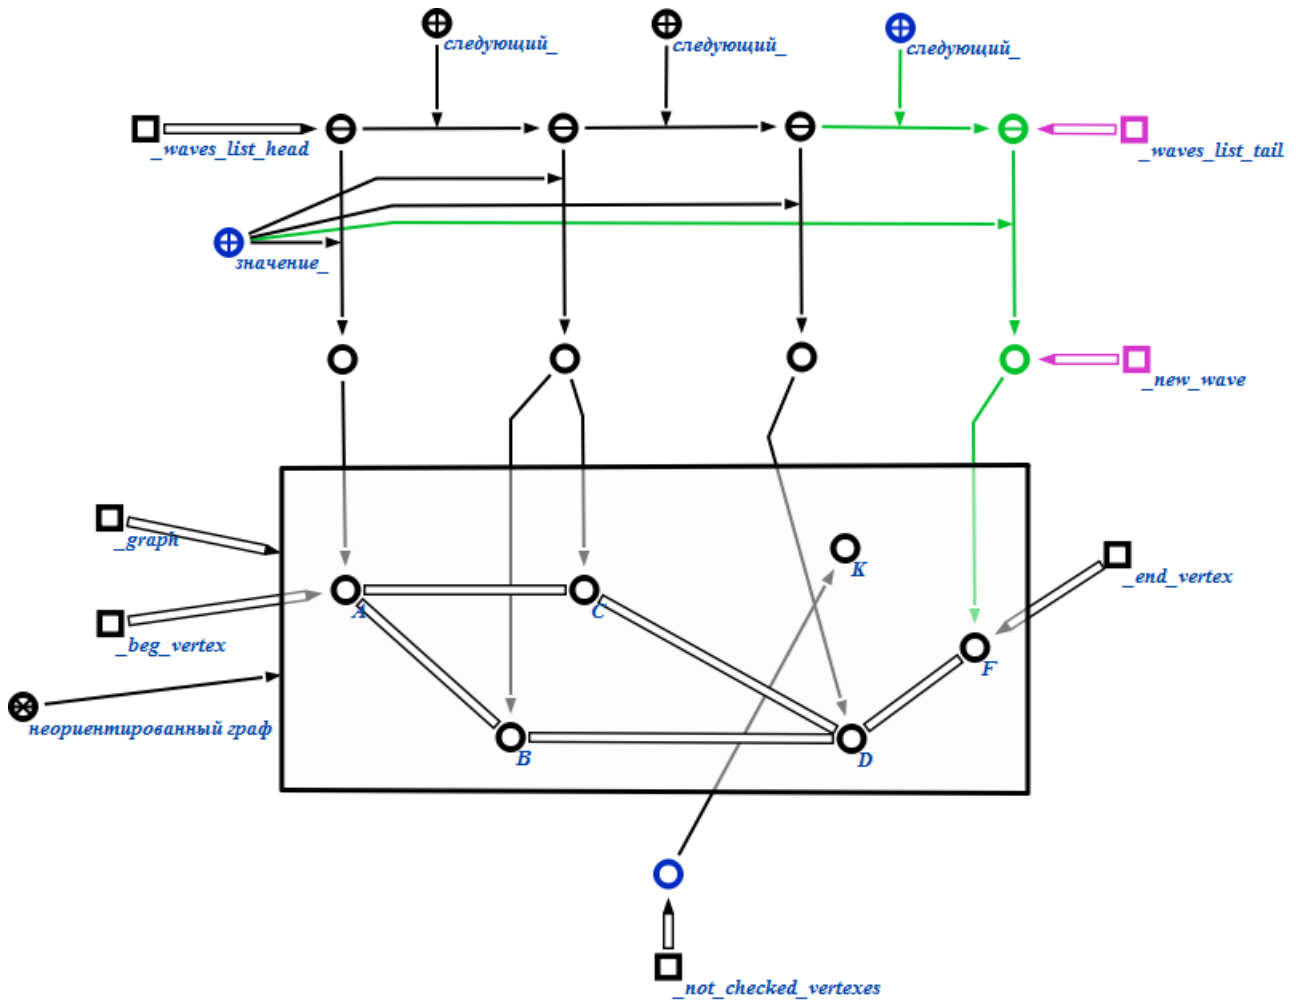 следующий_
следующий_
следующий_
_waves_list_head
_waves_list_tail
значение_
_new_wave
_graph
K
_end_vertex
A
C
_beg_vertex
F
неориентированный граф
B
D
_not_checked_vertexes